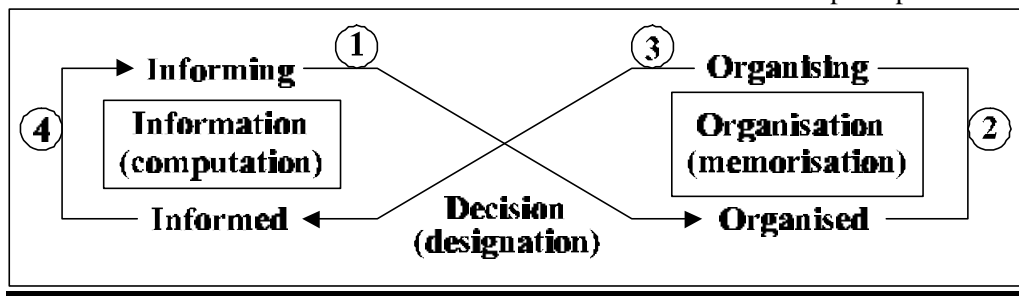 1
3
Informing
Organising
4
Information
(computation)
Organisation
(memorisation)
2
Informed
Decision
(designation)
Organised